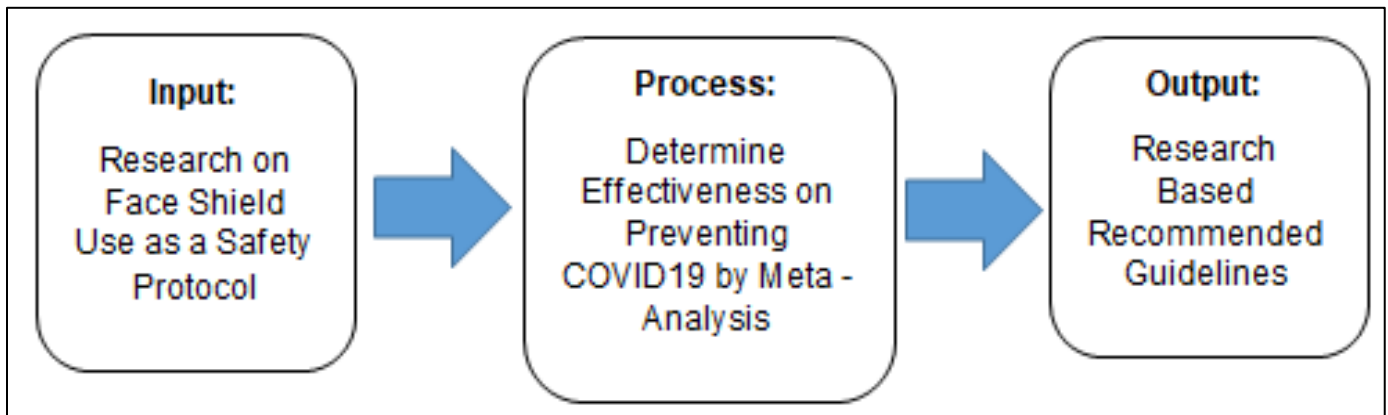 Input:
Research on
Face Shield
Use as a Safety
Protocol
Process:
Determine
Effectiveness on
Preventing
COVID19 by Meta -
Analysis
Output:
Research
Based
Recommended
Guidelines